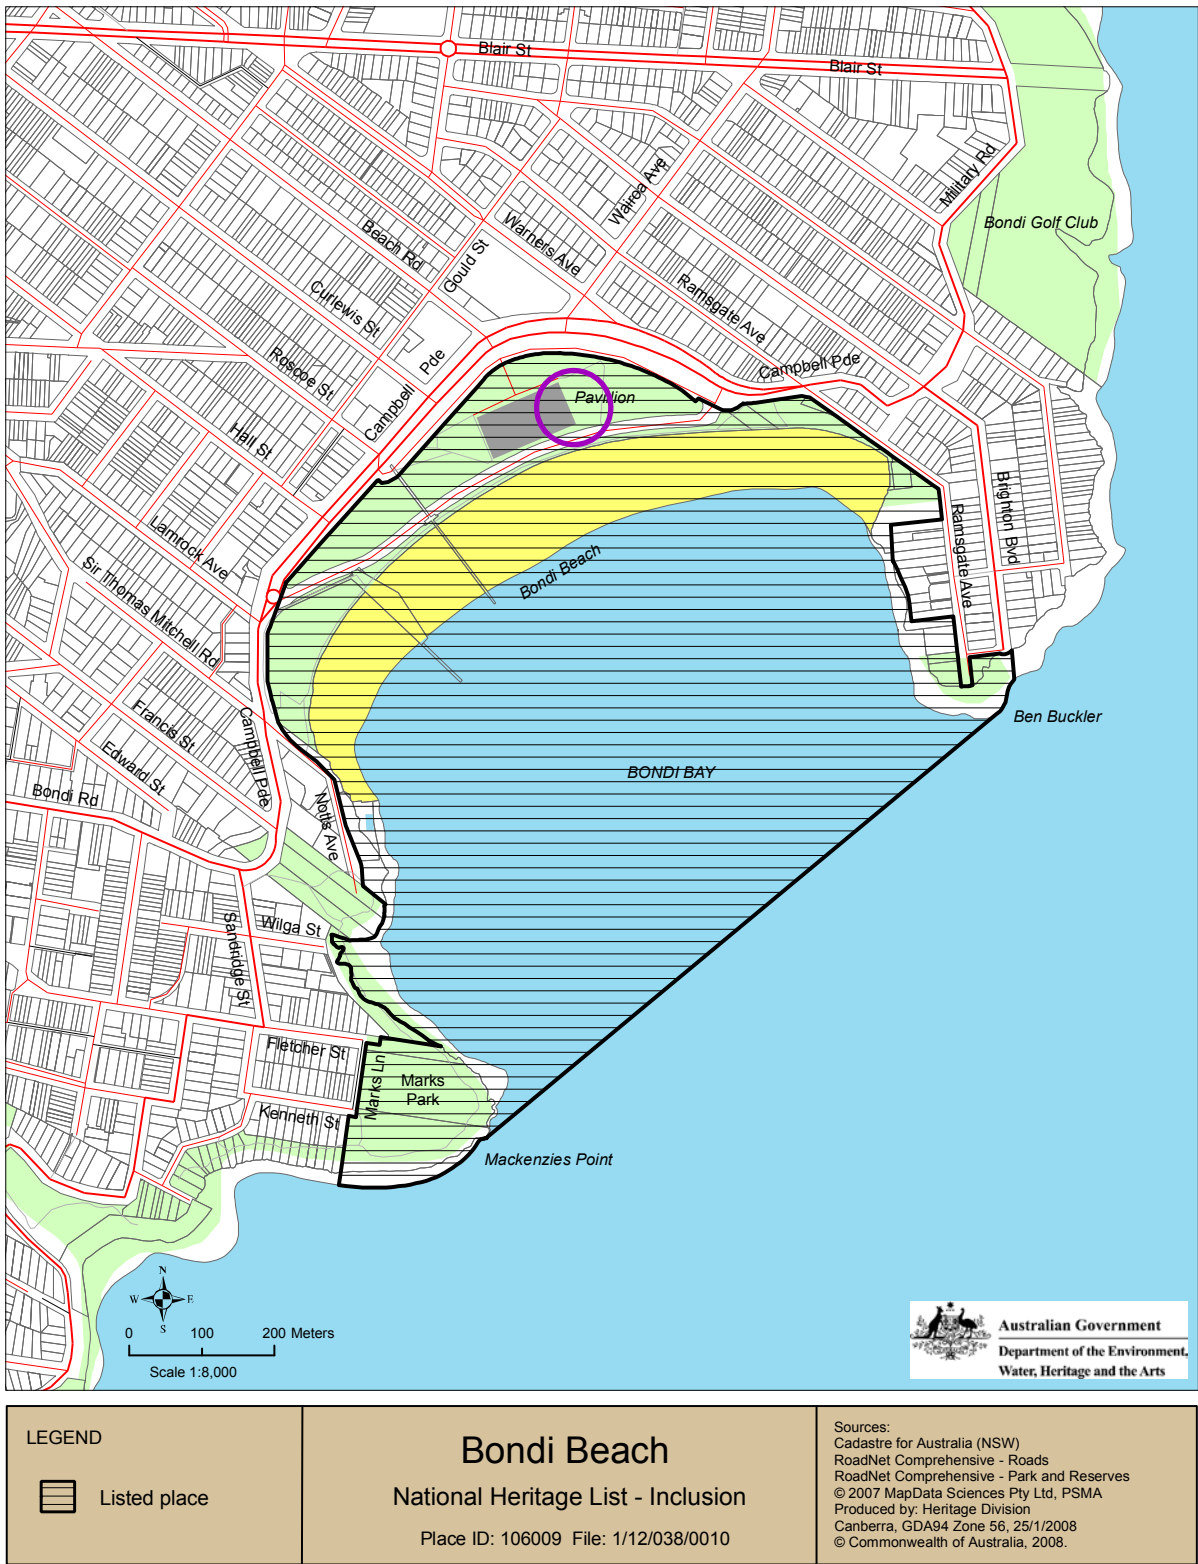 Blair St
Blair St
Military Rd
Bondi Golf Club
Wairoa Ave
Warners Ave
Beach Rd
Gould St
Curlewis St
Ramsgate Ave
Roscoe St
Campbell Pde
Campbell Pde
Pavilion
Hall St
Brighton Bvd
Ramsgate Ave
Lamrock Ave
Bondi Beach
Sir Thomas Mitchell Rd
Francis St
Campbell Pde
Ben Buckler
Edward St
BONDI BAY
Bondi Rd
Notts Ave
Wilga St
Sandridge St
Fletcher St
Marks Ln
Marks
Park
Kenneth St
Mackenzies Point
N
W E
S
0 100 200 Meters
Scale 1:8,000
Australian Government
Department of the Environment,
Water, Heritage and the Arts
LEGEND
Listed place
Bondi Beach
National Heritage List - Inclusion
Place ID: 106009 File: 1/12/038/0010
Sources:
Cadastre for Australia (NSW)
RoadNet Comprehensive - Roads
RoadNet Comprehensive - Park and Reserves
© 2007 MapData Sciences Pty Ltd, PSMA
Produced by: Heritage Division
Canberra, GDA94 Zone 56, 25/1/2008
© Commonwealth of Australia, 2008.